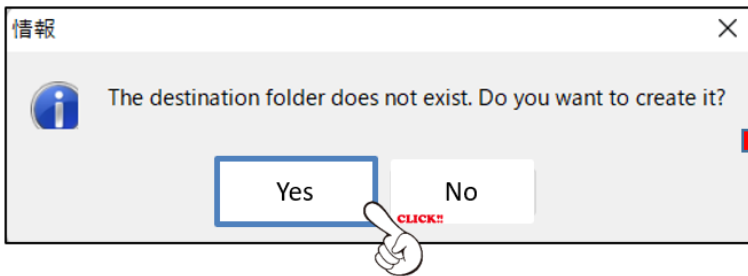 情報
The destination folder does not exist. Do you want to create it?
Yes No
CLICK!!